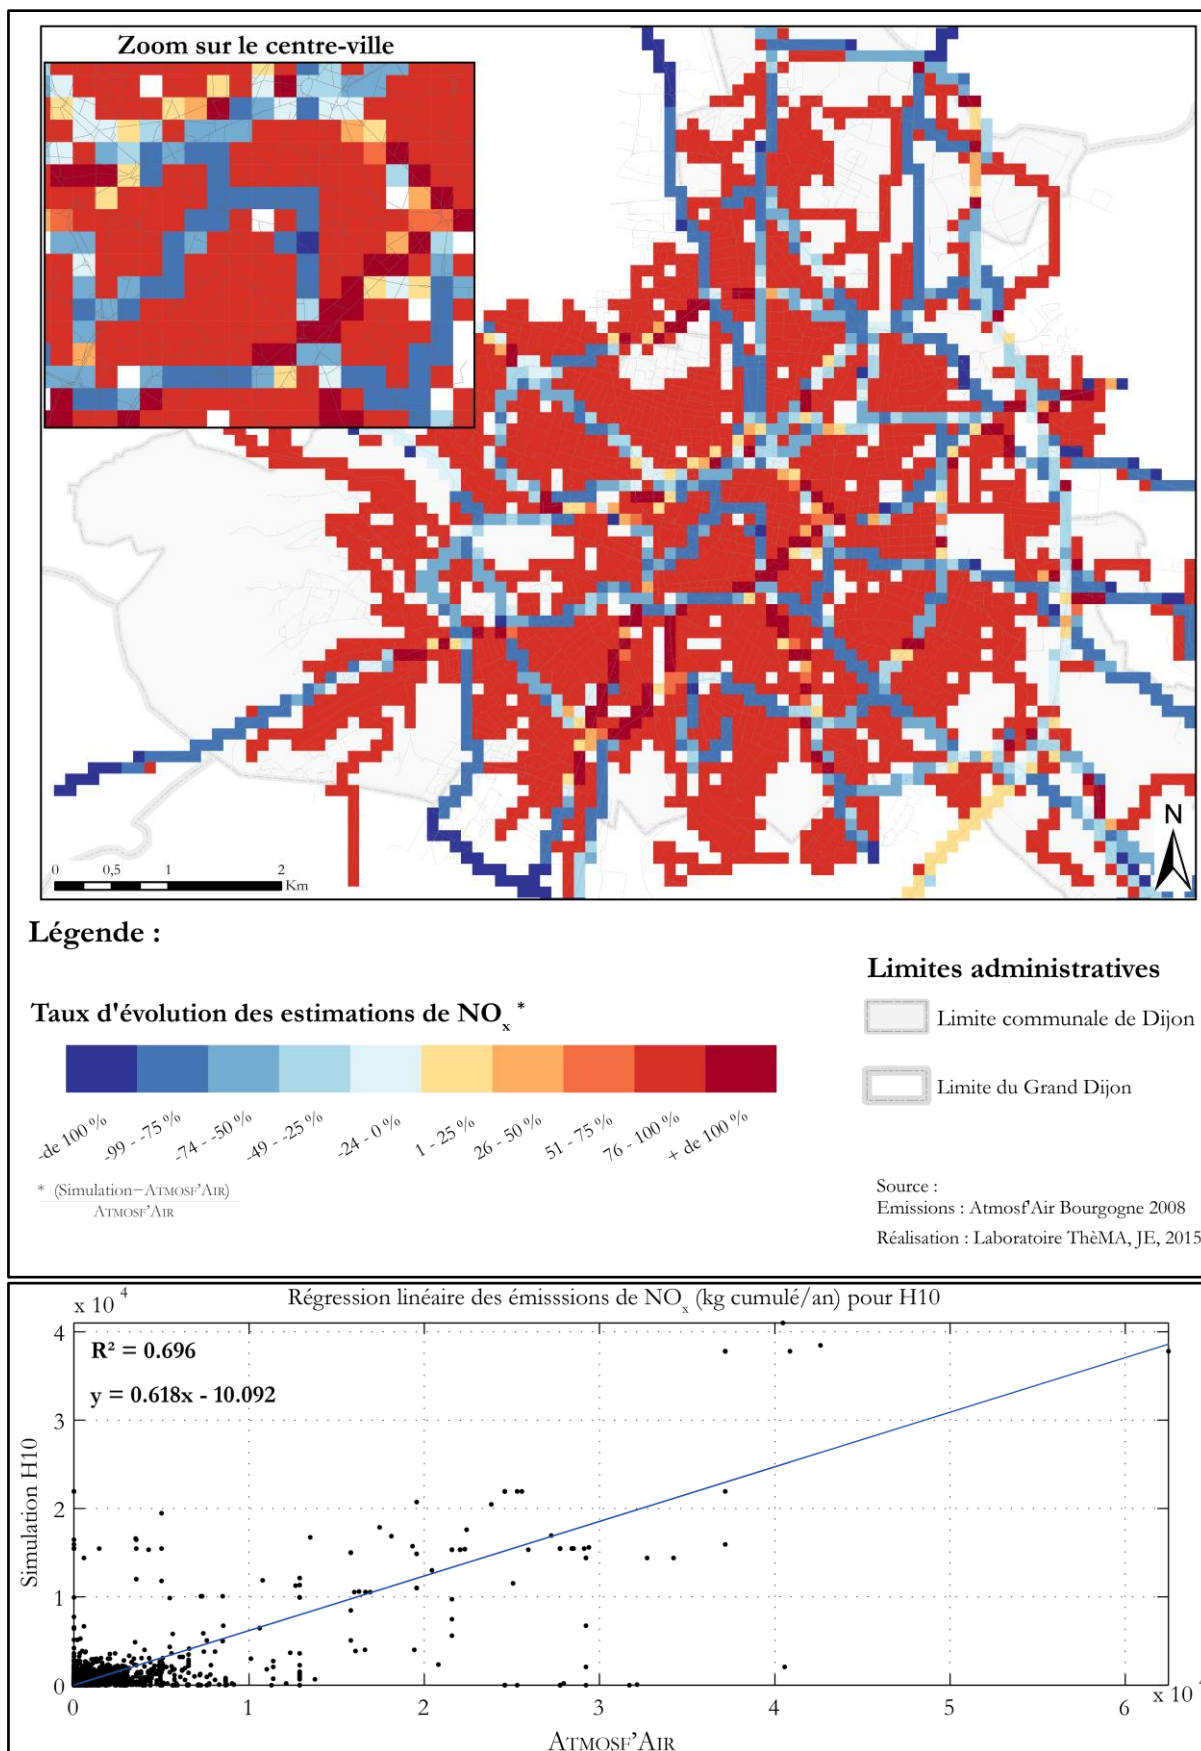 Zoom sur le centre-ville
N
0 0,5 1 2
Km
Légende :
Limites administratives
Taux d'évolution des estimations de NOx *
Limite communale de Dijon
Limite du Grand Dijon
-de 100 %
-99 - -75 %
-74 - -50 %
-49 - -25 %
-24 - 0 %
1 - 25 %
26 - 50 %
51 - 75 %
76 - 100 %
+ de 100 %
* (Simulation−ATMOSF'AIR)
ATMOSF'AIR
Source :
Emissions : Atmosf'Air Bourgogne 2008
Réalisation : Laboratoire ThèMA, JE, 2015
Régression linéaire des émisssions de NOx (kg cumulé/an) pour H10
x 10 4
4
R² = 0.696
y = 0.618x - 10.092
3
Simulation H10
2
1
0
0 1 2 3 4 5 6 x 10 4
ATMOSF'AIR